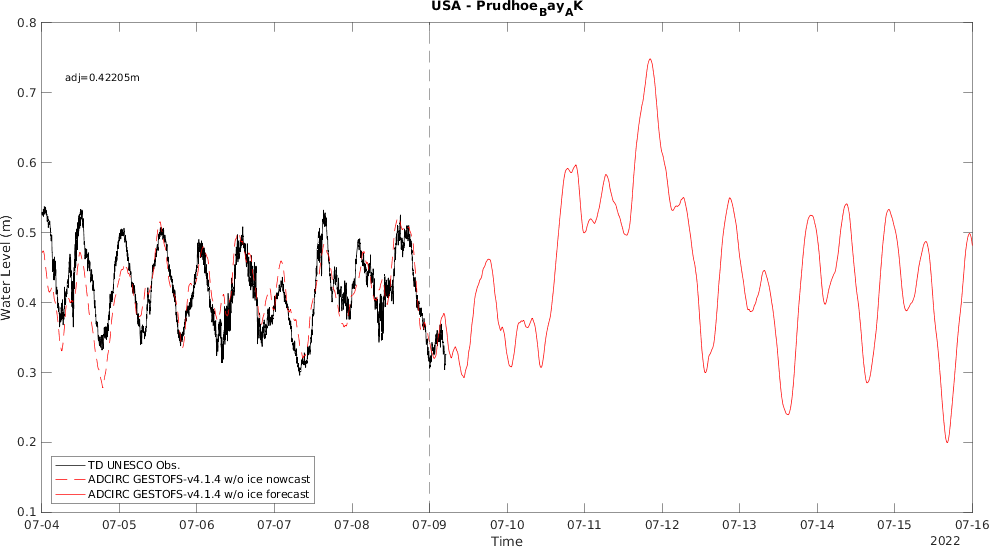 USA - PrudhoeBayAK
adj=0.42205m
0.8
0.7
0.6
0.5
0.4
0.3
0.2
0.1
Water Level (m)
TD UNESCO Obs.
ADCIRC GESTOFS-v4.1.4 w/o ice nowcast
ADCIRC GESTOFS-v4.1.4 w/o ice forecast
07-04 07-05 07-06 07-07 07-08 07-09 07-10 07-11 07-12 07-13 07-14 07-15 07-16
Time
2022